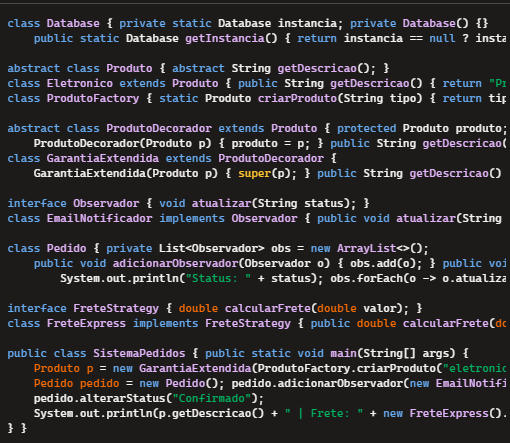 class Database { private static Database instancia; private Database() {}
public static Database getInstancia() { return instancia == null ? insta
abstract class Produto { abstract String getDescricao(); }
class Eletronico extends Produto { public String getDescricao() { return "Pr
class ProdutoFactory { static Produto criarProduto(String tipo) { return tip
abstract class ProdutoDecorador extends Produto { protected Produto produto;
ProdutoDecorador(Produto p) { produto = p; } public String getDescricao(
class GarantiaExtendida extends ProdutoDecorador {
GarantiaExtendida(Produto p) { super(p); } public String getDescricao()
interface Observador { void atualizar(String status); }
class EmailNotificador implements Observador { public void atualizar(String
class Pedido { private List<Observador> obs = new ArrayList<>();
public void adicionarObservador(Observador o) { obs.add(o); } public voi
System.out.println("Status: " + status); obs.forEach(o -> o.atualiza
interface FreteStrategy { double calcularFrete(double valor); }
class FreteExpress implements FreteStrategy { public double calcularFrete(do
public class SistemaPedidos { public static void main(String[] args) {
Produto p = new GarantiaExtendida(ProdutoFactory.criarProduto("eletronic
Pedido pedido = new Pedido(); pedido.adicionarObservador(new EmailNotifi
pedido.alterarStatus("Confirmado");
System.out.println(p.getDescricao() + " | Frete: " + new FreteExpress().
} }